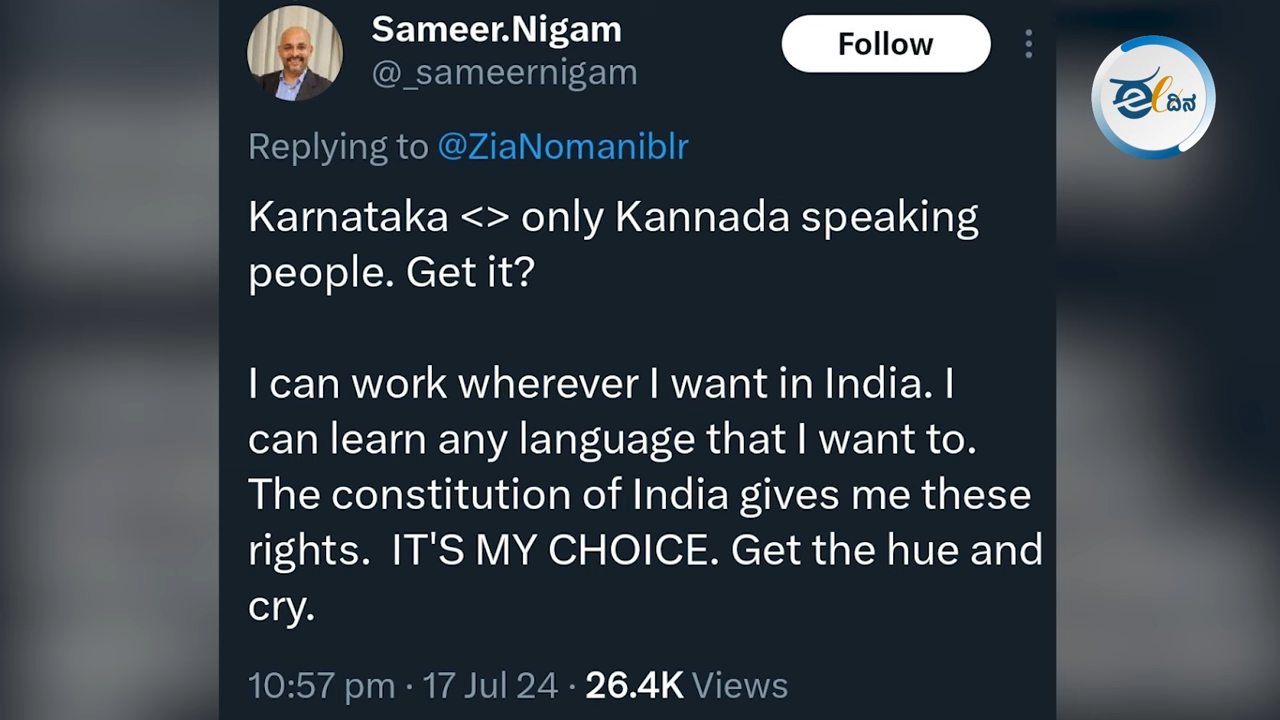 Sameer.Nigam
@_sameernigam
Follow
Replying to @ZiaNomaniblr
Karnataka <> only Kannada speaking
people. Get it?
I can work wherever I want in India. I
can learn any language that I want to.
The constitution of India gives me these
rights.  IT'S MY CHOICE. Get the hue and
cry.
10:57 pm · 17 Jul 24 · 26.4K Views
ದಿನ